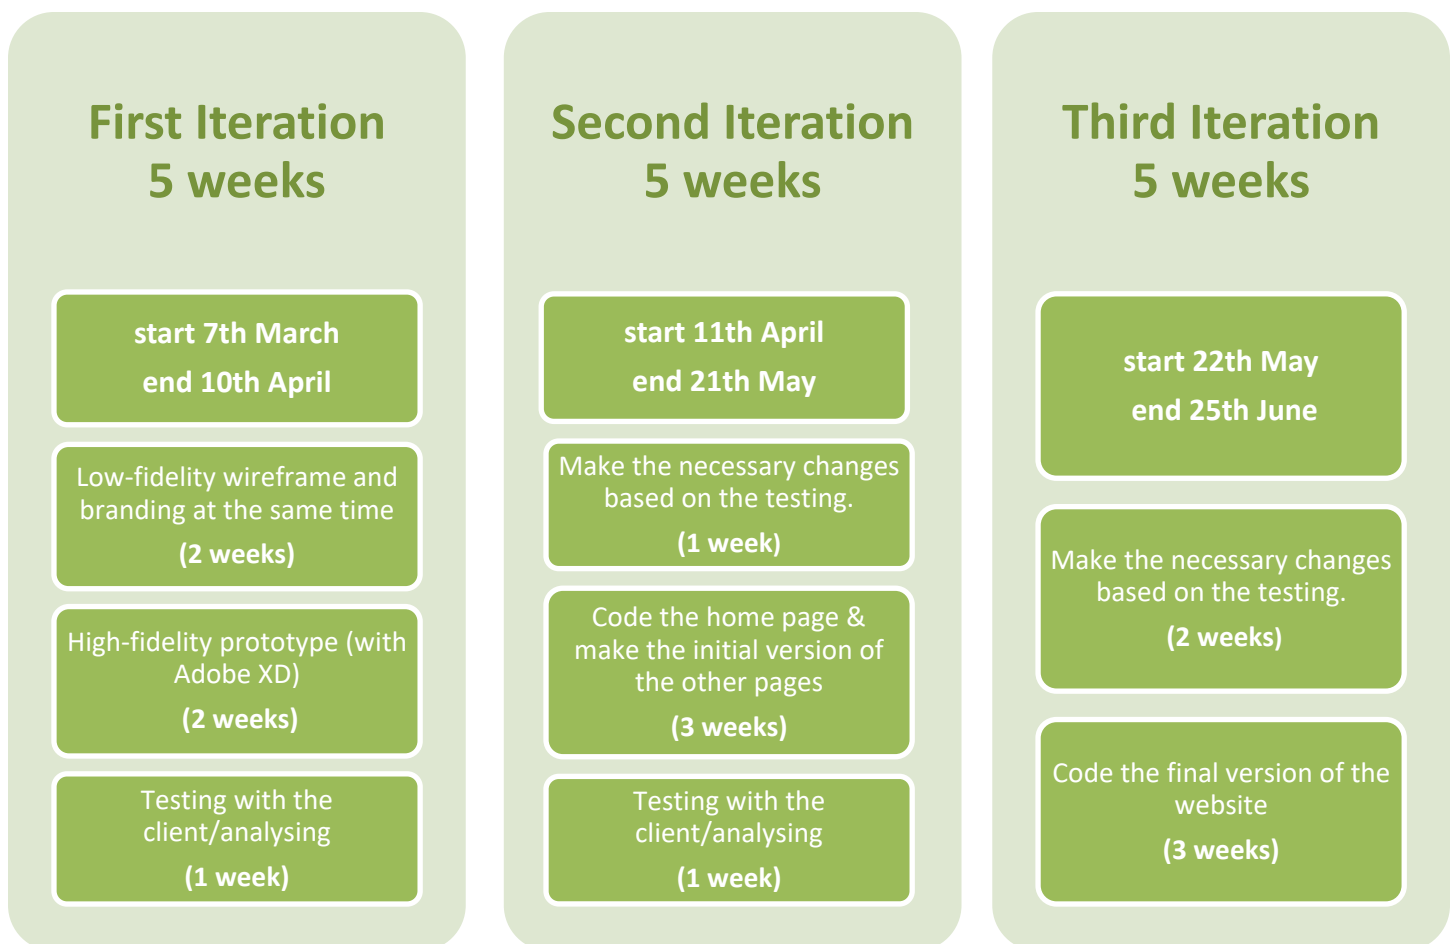 First Iteration
5 weeks
start 7th March
end 10th April
Low-fidelity wireframe and
branding at the same time
(2 weeks)
High-fidelity prototype (with
Adobe XD)
(2 weeks)
Testing with the
client/analysing
(1 week)
Second Iteration
5 weeks
start 11th April
end 21th May
Make the necessary changes
based on the testing.
(1 week)
Code the home page &
make the initial version of
the other pages
(3 weeks)
Testing with the
client/analysing
(1 week)
Third Iteration
5 weeks
start 22th May
end 25th June
Make the necessary changes
based on the testing.
(2 weeks)
Code the final version of the
website
(3 weeks)